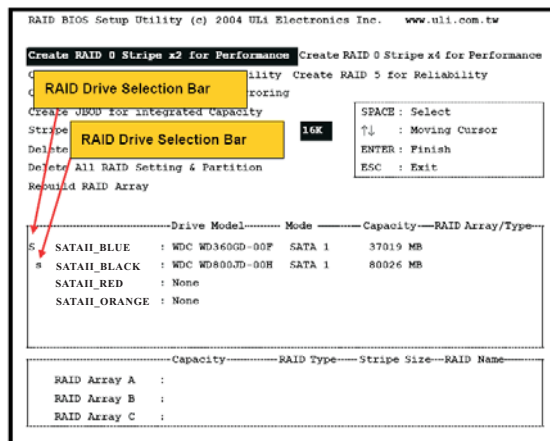 RAID BIOS Setup Utility (c) 2004 ULi Electronics Inc. www.uli.com.tw
Create RAID 0 Stripe x2 for Performance Create RAID 0 Stripe x4 for Performance
RAID Drive Selection Bar
ility Create RAID 5 for Reliability
roring
Create JBOD for integrated Capacity
RAID Drive Selection Bar
Stripe
16K
Delete
Delete All RAID Setting & Partition
Rebuild RAID Array
SPACE : Select
↑↓ : Moving Cursor
ENTER : Finish
ESC : Exit
Drive Model Mode Capacity RAID Array/Type
S SATAII_BLUE : WDC WD360GD-00F SATA 1 37019 MB
s SATAII_BLACK : WDC WD800JD-00H SATA 1 80026 MB
SATAII_RED : None
SATAII_ORANGE : None
Capacity RAID Type Stripe Size RAID Name
RAID Array A :
RAID Array B :
RAID Array C :